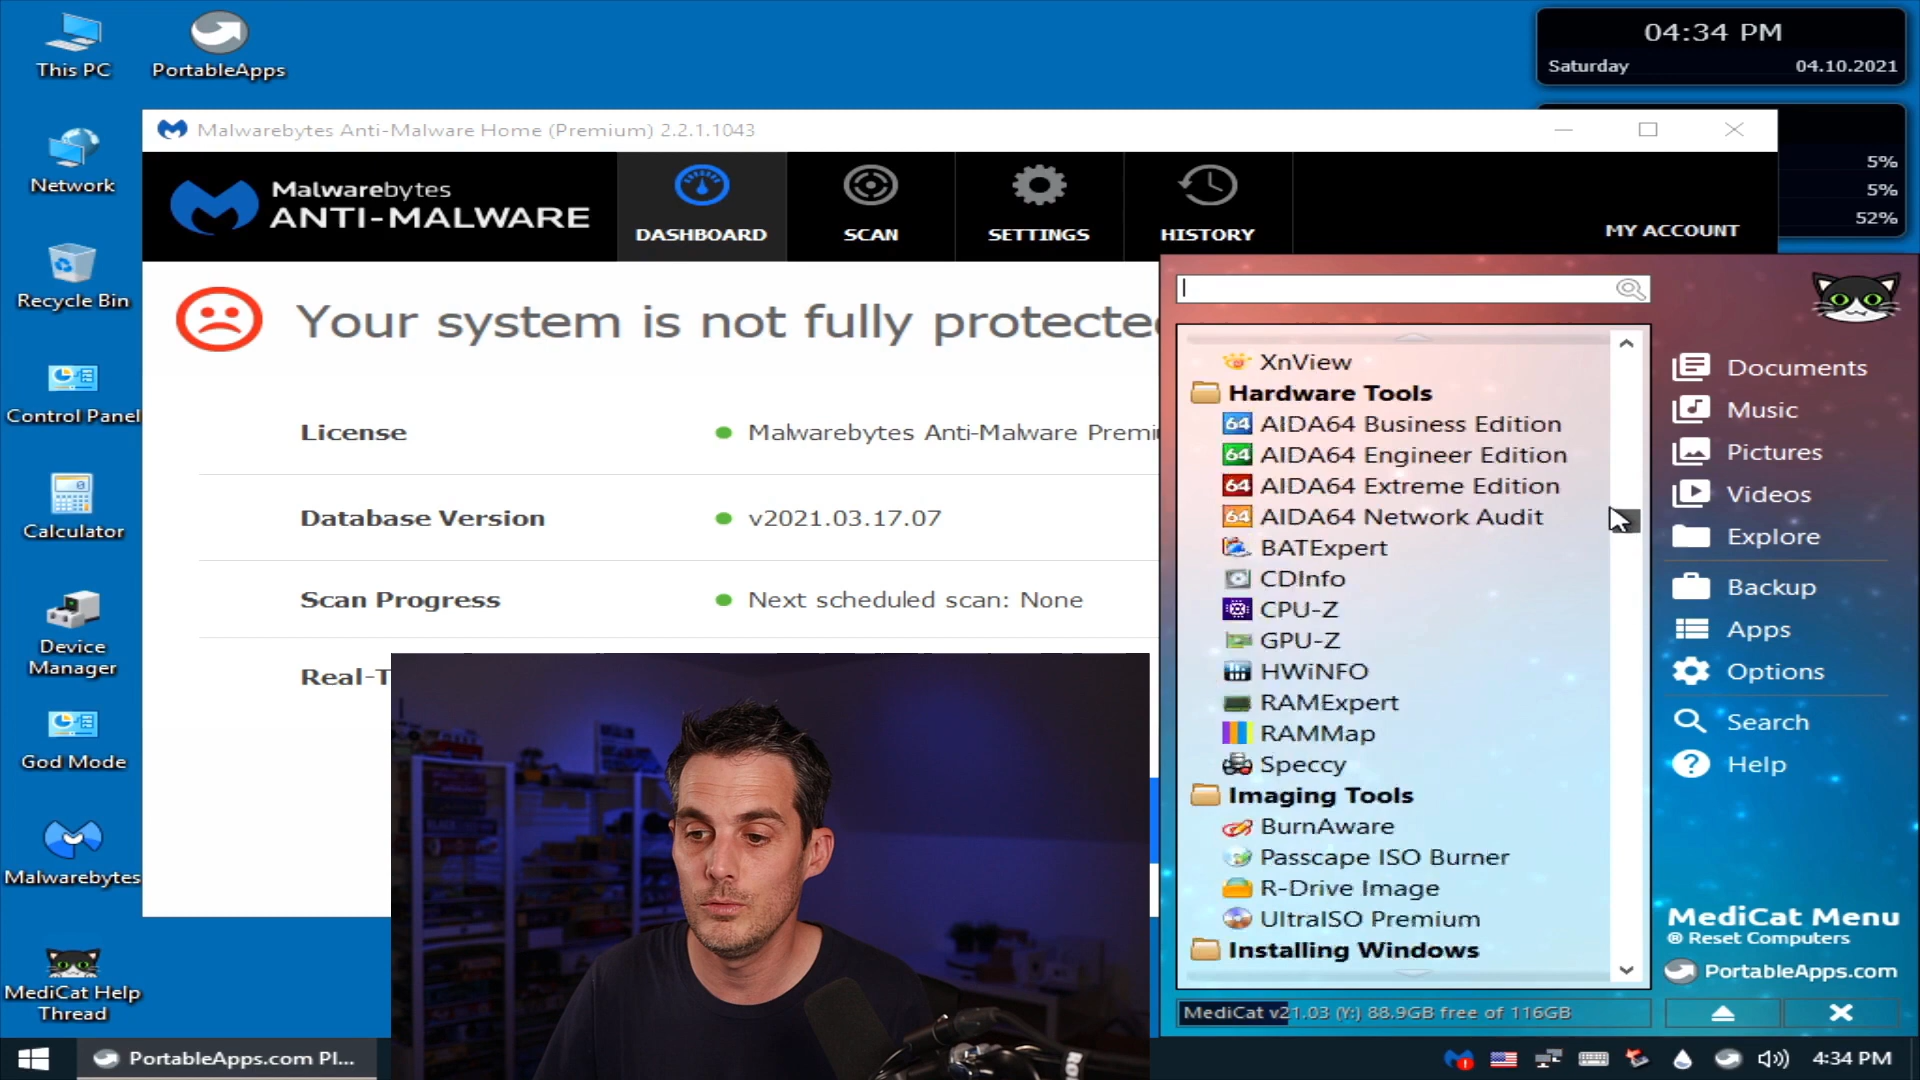 This PC
PortableApps
Network
Recycle Bin
Control Panel
Calculator
Device
Manager
God Mode
Malwarebytes
MediCat Help
Thread
04:34 PM
Saturday
04.10.2021
5%
5%
52%
Malwarebytes Anti-Malware Home (Premium) 2.2.1.1043
Malwarebytes
ANTI-MALWARE
DASHBOARD
SCAN
SETTINGS
HISTORY
MY ACCOUNT
Your system is not fully protecte
License
Malwarebytes Anti-Malware Premi
Database Version
v2021.03.17.07
Scan Progress
Next scheduled scan: None
Real-T
XnView
Hardware Tools
64 AIDA64 Business Edition
64 AIDA64 Engineer Edition
64 AIDA64 Extreme Edition
64 AIDA64 Network Audit
BATExpert
CDInfo
CPU-Z
GPU-Z
HWiNFO
RAMExpert
RAMMap
Speccy
Imaging Tools
BurnAware
Passcape ISO Burner
R-Drive Image
UltraISO Premium
Installing Windows
MediCat v21.03 (Y:) 88.9GB free of 116GB
Documents
Music
Pictures
Videos
Explore
Backup
Apps
Options
Search
Help
MediCat Menu
® Reset Computers
PortableApps.com
PortableApps.com Pl...
4:34 PM